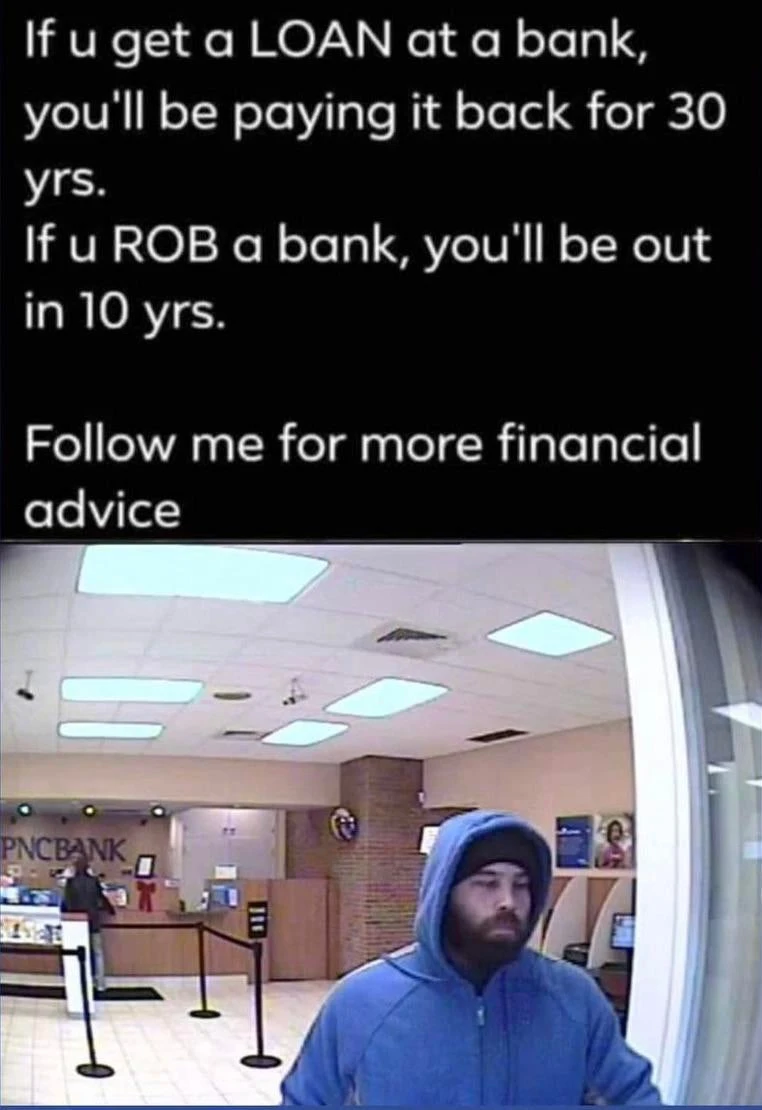 If u get a LOAN at a bank,
you'll be paying it back for 30
yrs.
If u ROB a bank, you'll be out
in 10 yrs.
Follow me for more financial
advice
PNCBANK